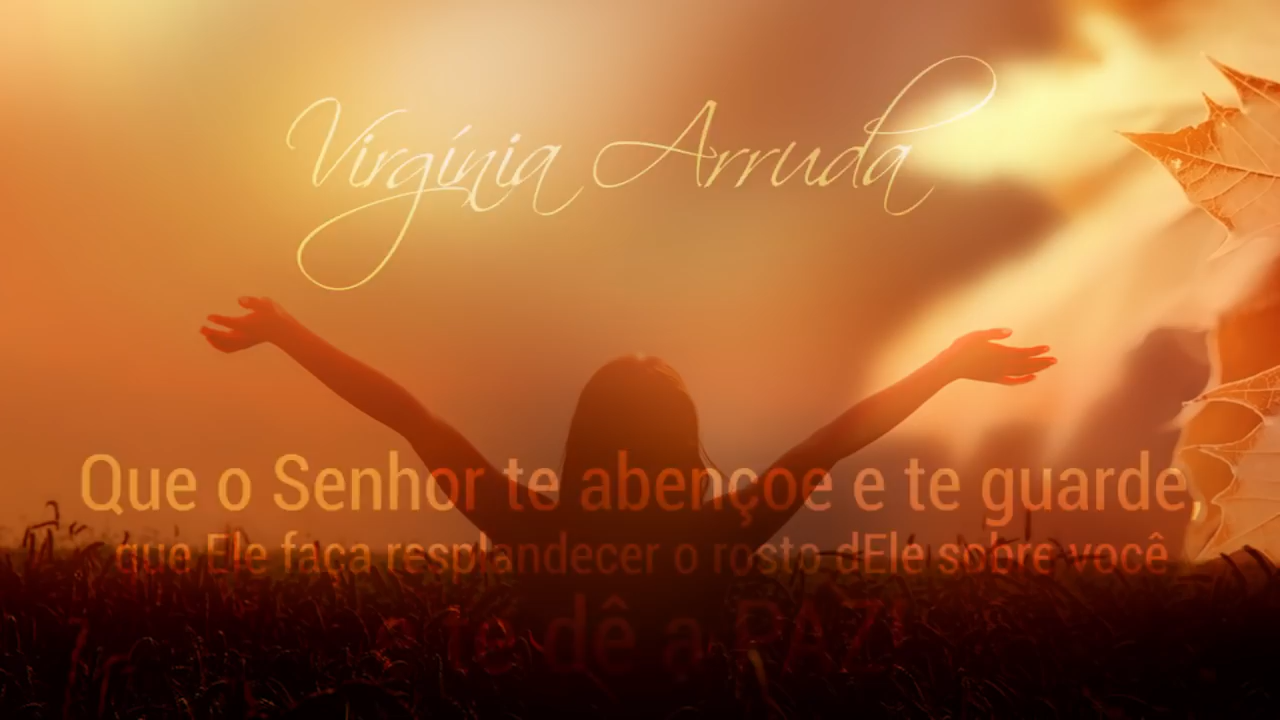 Virgínia Arruda
Que o Senhor te abençoe e te guarde,
que Ele faça resplandecer o rosto dEle sobre você
te dê a PAZ!